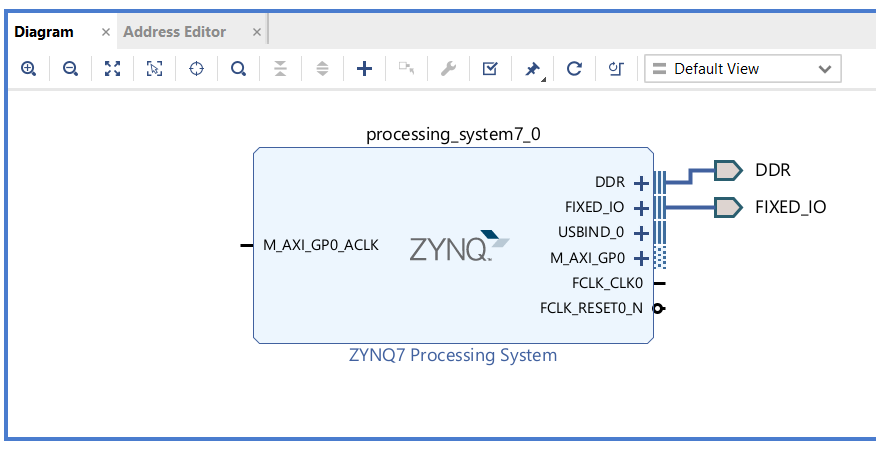 Diagram
Address Editor
Default View
processing_system7_0
DDR
FIXED_IO
USBIND_0
M_AXI_GP0
FCLK_CLK0
FCLK_RESET0_N
M_AXI_GP0_ACLK
ZYNQ
DDR
FIXED_IO
ZYNQ7 Processing System